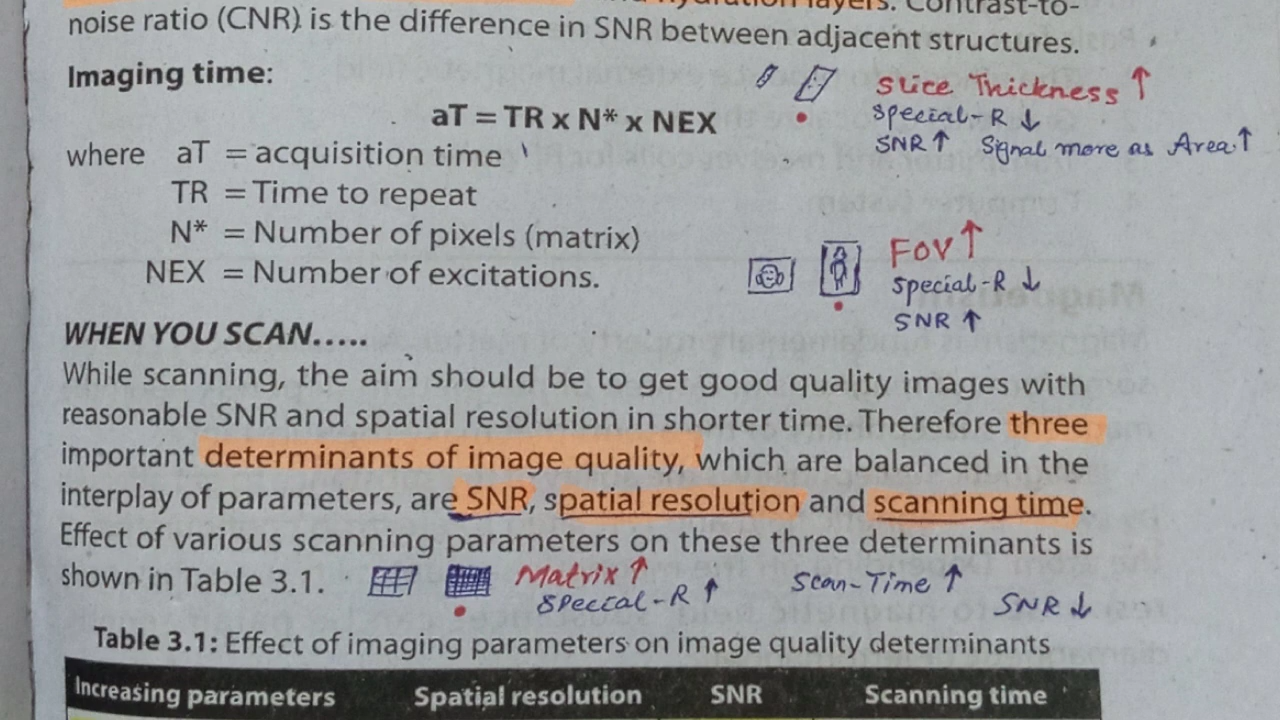 layers. Contrast-to-
noise ratio (CNR) is the difference in SNR between adjacent structures.
Imaging time:
aT = TR x N* x NEX
where aT = acquisition time
TR = Time to repeat
N* = Number of pixels (matrix)
NEX = Number of excitations.
Slice Thickness ↑
Special-R ↓
SNR ↑ Signal more as Area ↑
FOV ↑
Special-R ↓
SNR ↑
WHEN YOU SCAN.....
While scanning, the aim should be to get good quality images with
reasonable SNR and spatial resolution in shorter time. Therefore three
important determinants of image quality, which are balanced in the
interplay of parameters, are SNR, spatial resolution and scanning time.
Effect of various scanning parameters on these three determinants is
shown in Table 3.1.
Matrix ↑
Special-R ↑
Scan-Time ↑
SNR ↓
Table 3.1: Effect of imaging parameters on image quality determinants
Increasing parameters Spatial resolution SNR Scanning time